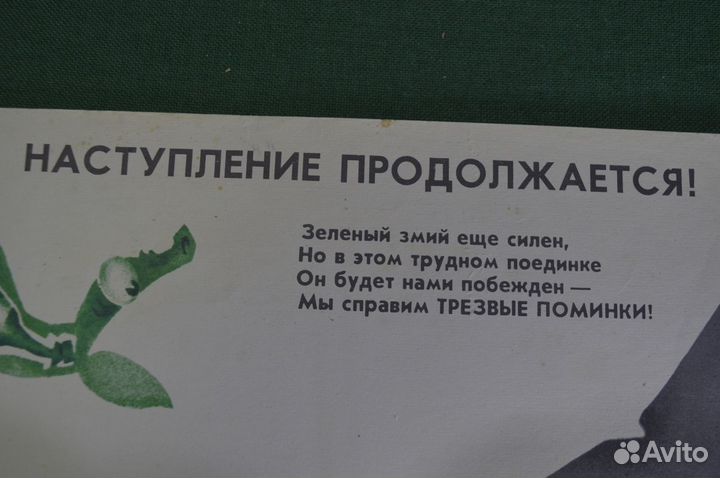 НАСТУПЛЕНИЕ ПРОДОЛЖАЕТСЯ!
Зеленый змий еще силен,
Но в этом трудном поединке
Он будет нами побежден —
Мы справим ТРЕЗВЫЕ ПОМИНКИ!
Avito